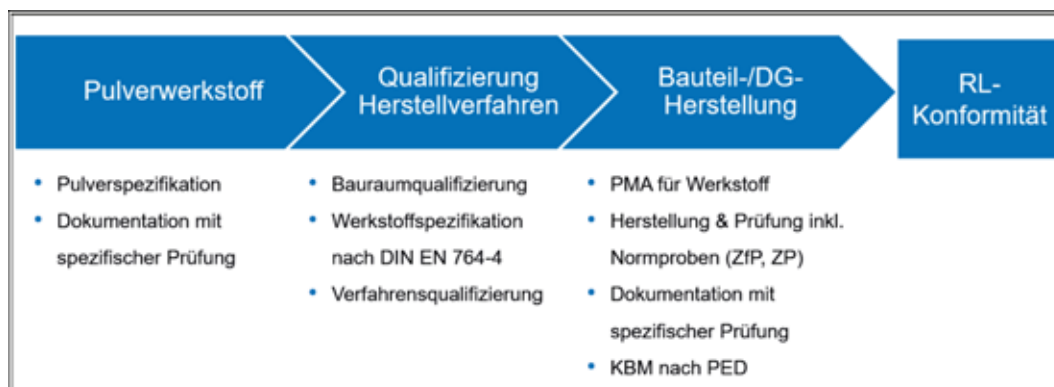 Pulverwerkstoff
Qualifizierung
Herstellverfahren
Bauteil-/DG-
Herstellung
RL-
Konformität
• Pulverspezifikation
• Dokumentation mit
spezifischer Prüfung
• Bauraumqualifizierung
• Werkstoffspezifikation
nach DIN EN 764-4
• Verfahrensqualifizierung
• PMA für Werkstoff
• Herstellung & Prüfung inkl.
Normproben (ZfP, ZP)
• Dokumentation mit
spezifischer Prüfung
• KBM nach PED